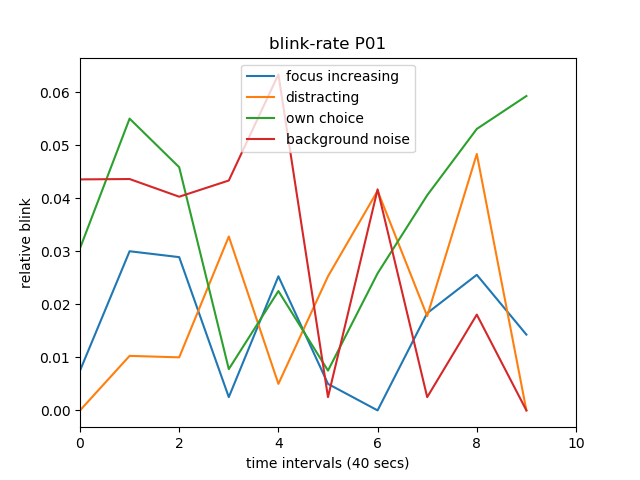 blink-rate P01
focus increasing
distracting
own choice
background noise
relative blink
0.06
0.05
0.04
0.03
0.02
0.01
0.00
0 2 4 6 8 10
time intervals (40 secs)